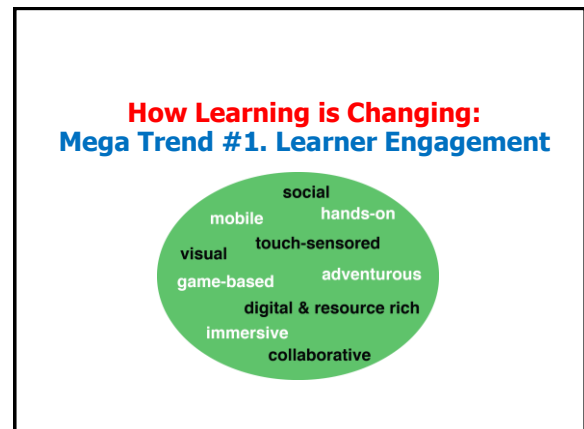 How Learning is Changing:
Mega Trend #1. Learner Engagement
social
mobile hands-on
visual touch-sensored
game-based adventurous
digital & resource rich
immersive
collaborative